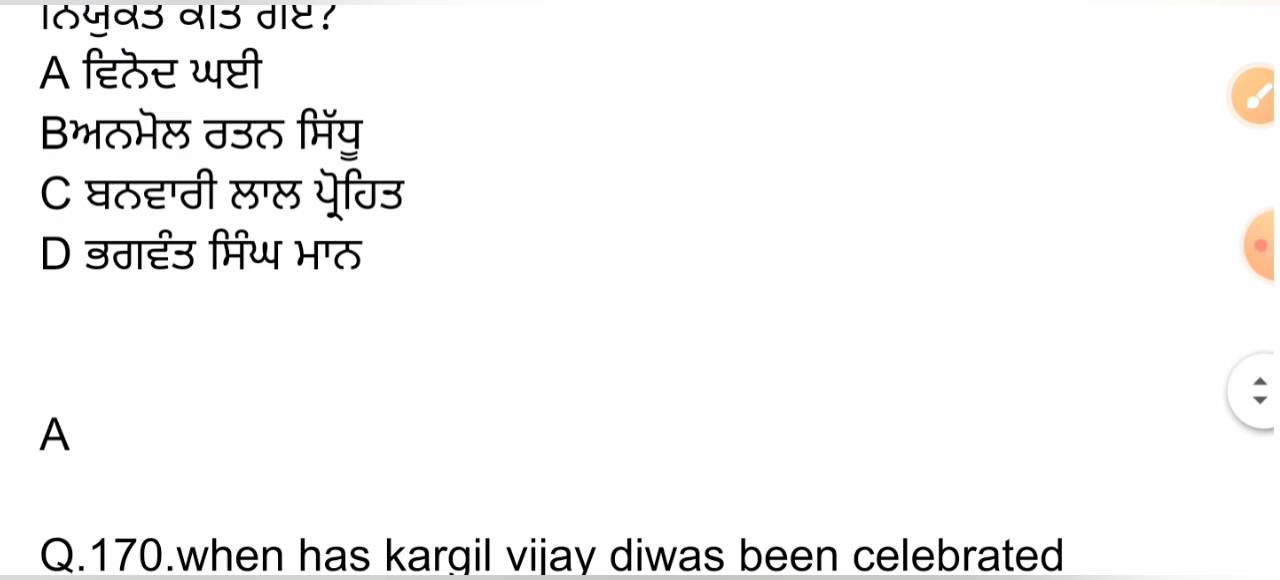 ਨਿਯੁਕਤ ਕੀਤੇ ਗਏ?
A ਵਿਨੋਦ ਘਈ
Bਅਨਮੋਲ ਰਤਨ ਸਿੱਧੂ
C ਬਨਵਾਰੀ ਲਾਲ ਪ੍ਰੋਹਿਤ
D ਭਗਵੰਤ ਸਿੰਘ ਮਾਨ
A
Q.170.when has kargil vijay diwas been celebrated